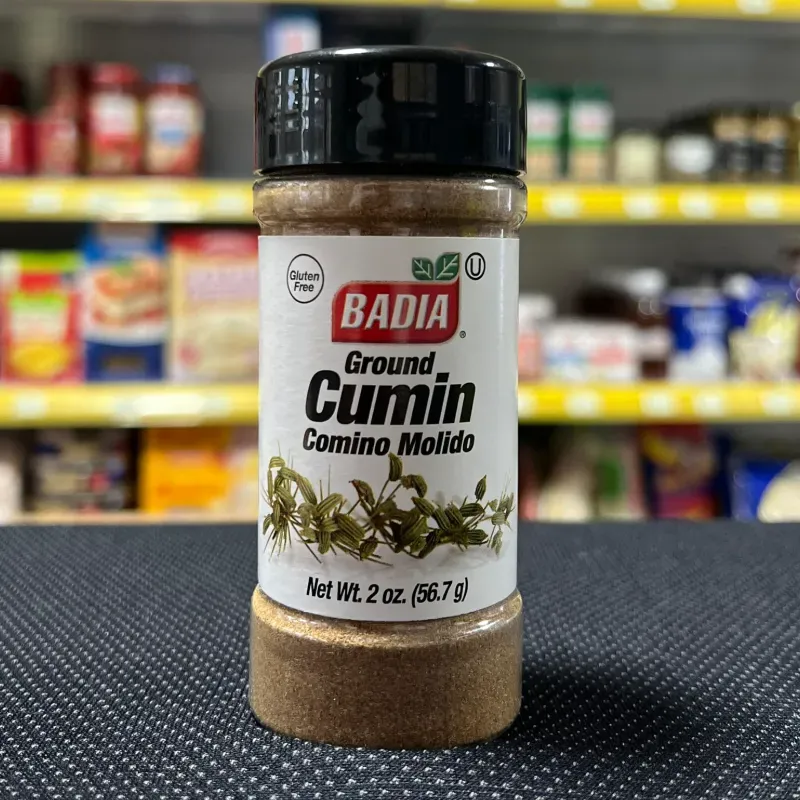 Gluten
Free
U
BADIA
®
Ground
Cumin
Comino Molido
Net Wt. 2 oz. (56.7 g)